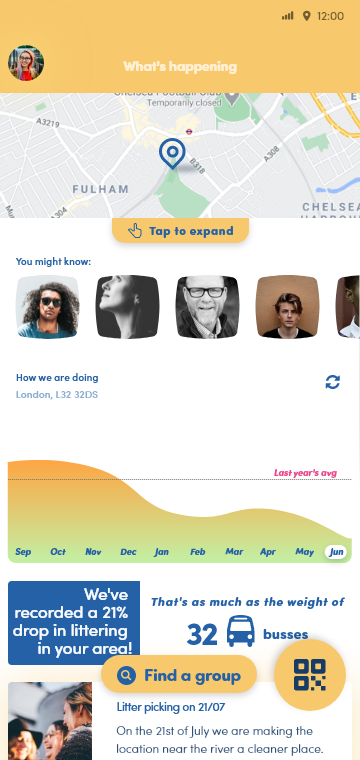 12:00
What's happening
Chelsea Football Club
Temporarily closed
A3219
B318
A308
FULHAM
CHELSEA
HARBOUR
A304
Tap to expand
You might know:
How we are doing
London, L32 32DS
Last year's avg
Sep Oct Nov Dec Jan Feb Mar Apr May Jun
We've
recorded a 21%
drop in littering
in your area!
That's as much as the weight of
32 busses
Find a group
Litter picking on 21/07
On the 21st of July we are making the
location near the river a cleaner place.